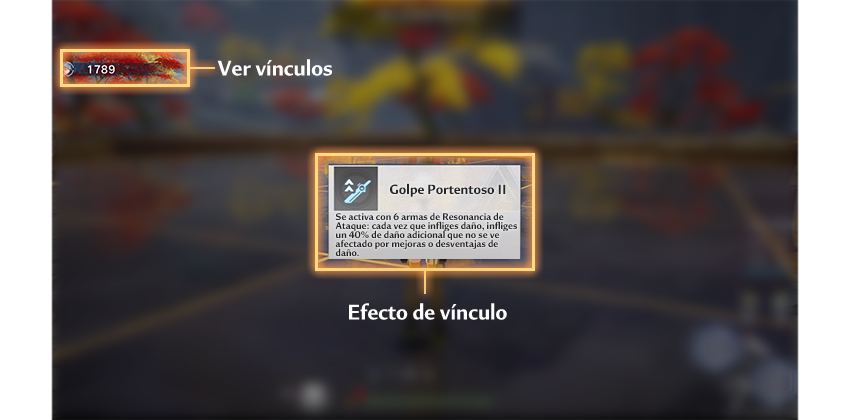 1789
Ver vínculos
Golpe Portentoso II
Se activa con 6 armas de Resonancia de
Ataque: cada vez que infliges daño, infliges
un 40% de daño adicional que no se ve
afectado por mejoras o desventajas de
daño.
Efecto de vínculo